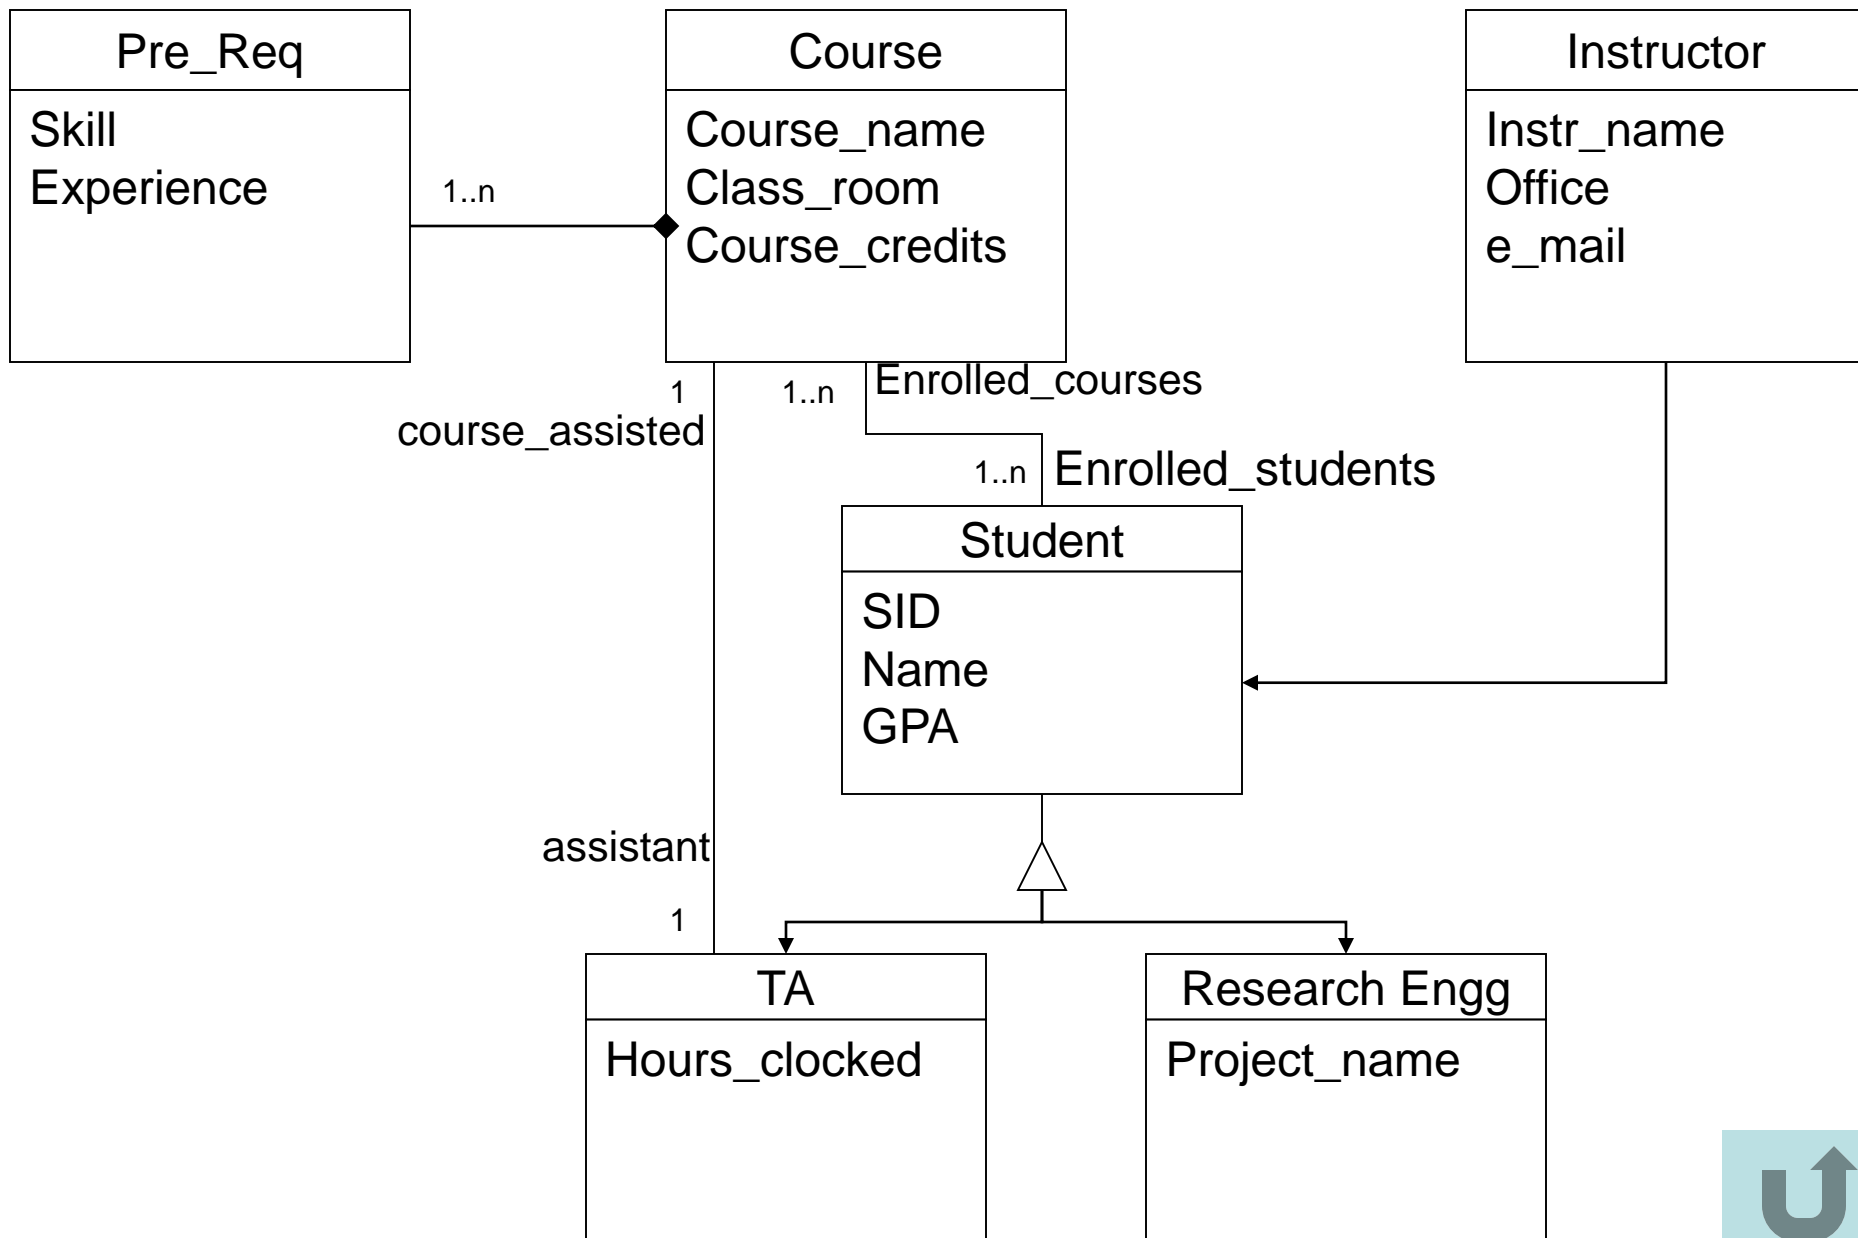 Pre_Req
Skill
Experience
1..n
Course
Course_name
Class_room
Course_credits
Instructor
Instr_name
Office
e_mail
1
course_assisted
1..n
Enrolled_courses
1..n
Enrolled_students
Student
SID
Name
GPA
assistant
1
TA
Hours_clocked
Research Engg
Project_name